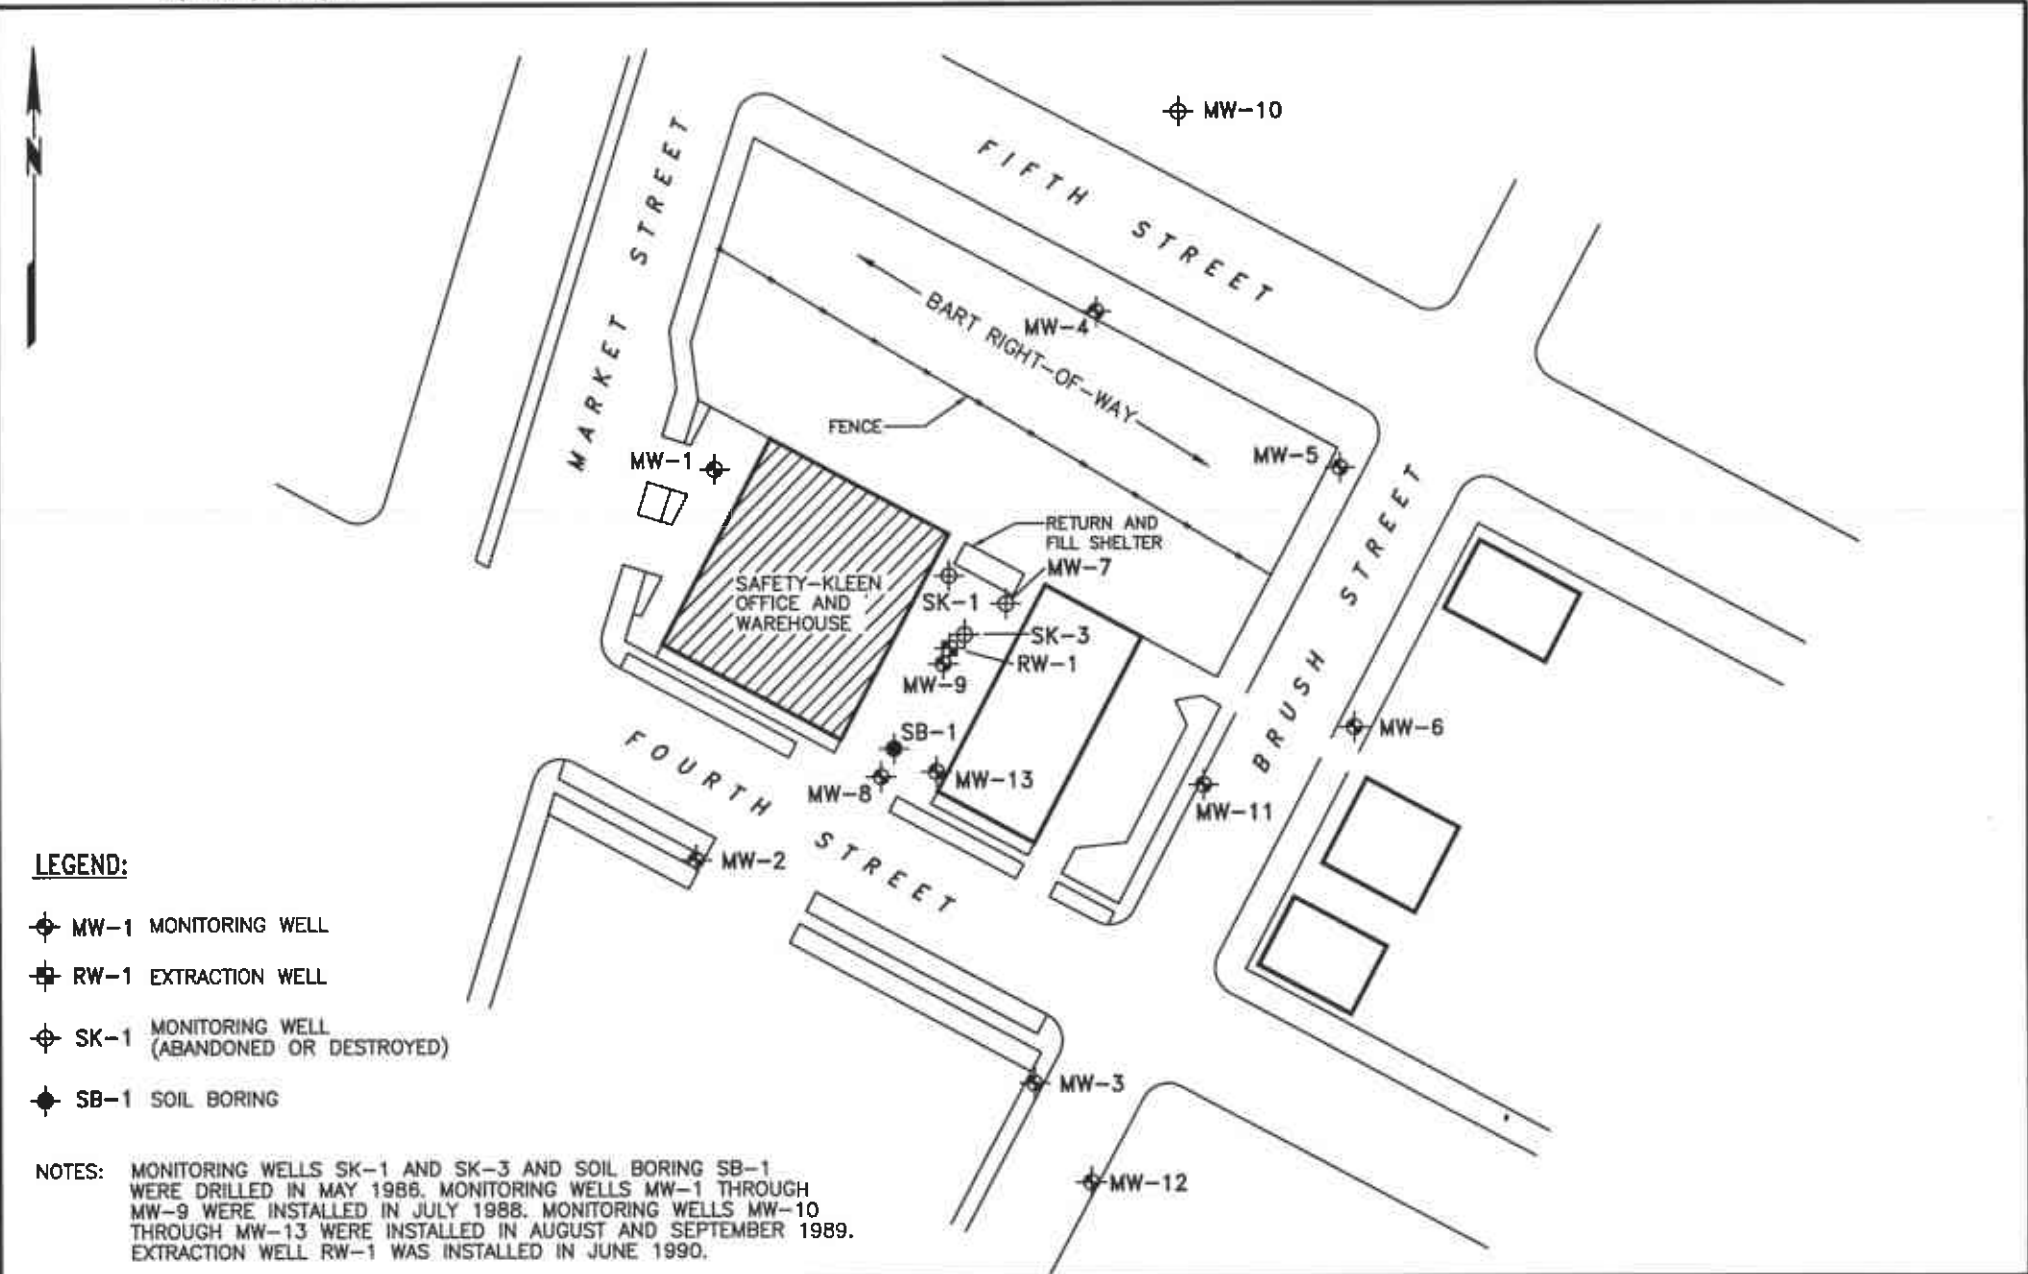 N
MW-10
FIFTH STREET
MARKET STREET
BART RIGHT-OF-WAY
MW-4
FENCE
MW-5
MW-1
RETURN AND
FILL SHELTER
MW-7
SK-1
SAFETY-KLEEN
OFFICE AND
WAREHOUSE
SK-3
RW-1
MW-9
BRUSH STREET
MW-6
SB-1
MW-13
MW-8
MW-11
FOURTH STREET
MW-2
MW-3
MW-12
LEGEND:
MW-1 MONITORING WELL
RW-1 EXTRACTION WELL
SK-1 MONITORING WELL
(ABANDONED OR DESTROYED)
SB-1 SOIL BORING
NOTES: MONITORING WELLS SK-1 AND SK-3 AND SOIL BORING SB-1
WERE DRILLED IN MAY 1986. MONITORING WELLS MW-1 THROUGH
MW-9 WERE INSTALLED IN JULY 1988. MONITORING WELLS MW-10
THROUGH MW-13 WERE INSTALLED IN AUGUST AND SEPTEMBER 1989.
EXTRACTION WELL RW-1 WAS INSTALLED IN JUNE 1990.